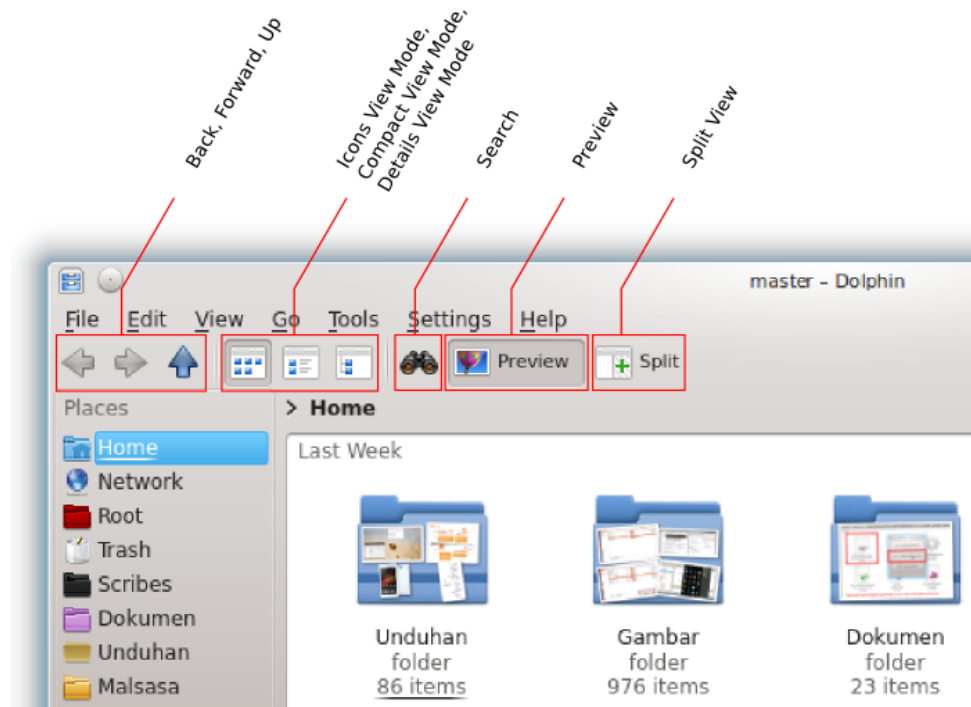 Back, Forward, Up
Icons View Mode,
Compact View Mode,
Details View Mode
Search
Preview
Split View
master – Dolphin
File Edit View Go Tools Settings Help
Preview Split
Places
> Home
Home
Last Week
Network
Root
Trash
Scribes
Dokumen
Unduhan
Malsasa
Unduhan
folder
86 items
Gambar
folder
976 items
Dokumen
folder
23 items